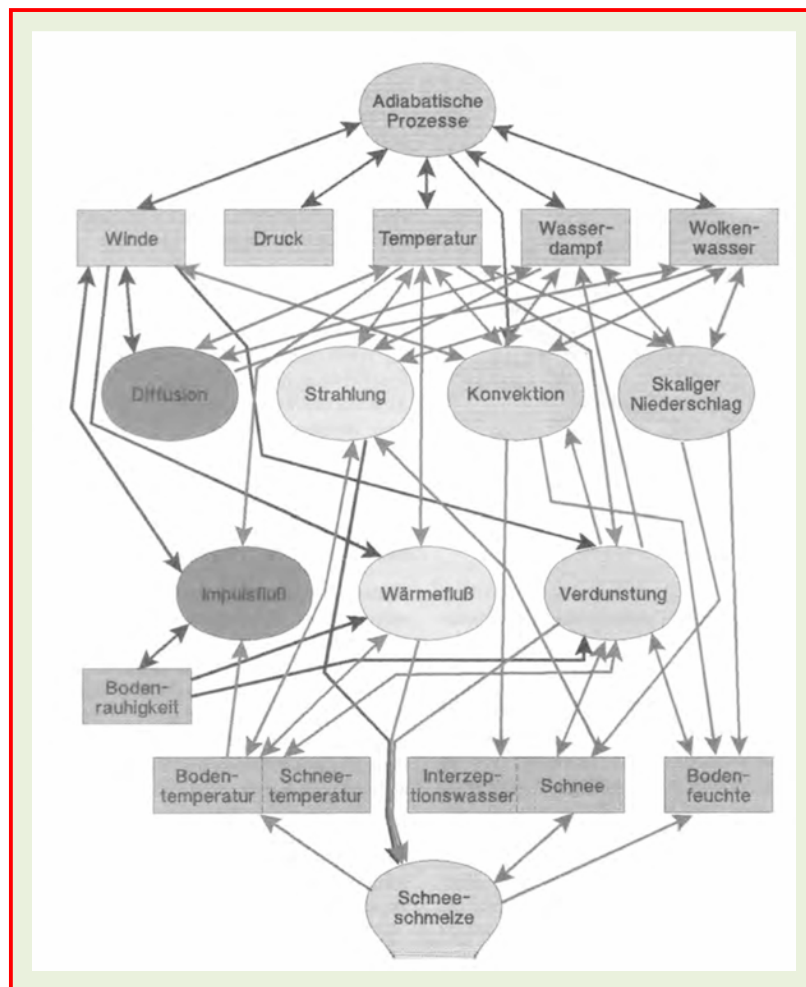 Adiabatische
Prozesse
Winde
Druck
Temperatur
Wasser-
dampf
Wolken-
wasser
Diffusion
Strahlung
Konvektion
Skaliger
Niederschlag
Impulsfluß
Wärmefluß
Verdunstung
Boden-
rauhigkeit
Boden-
temperatur
Schnee-
temperatur
Interzep-
tionswasser
Schnee
Boden-
feuchte
Schnee-
schmelze